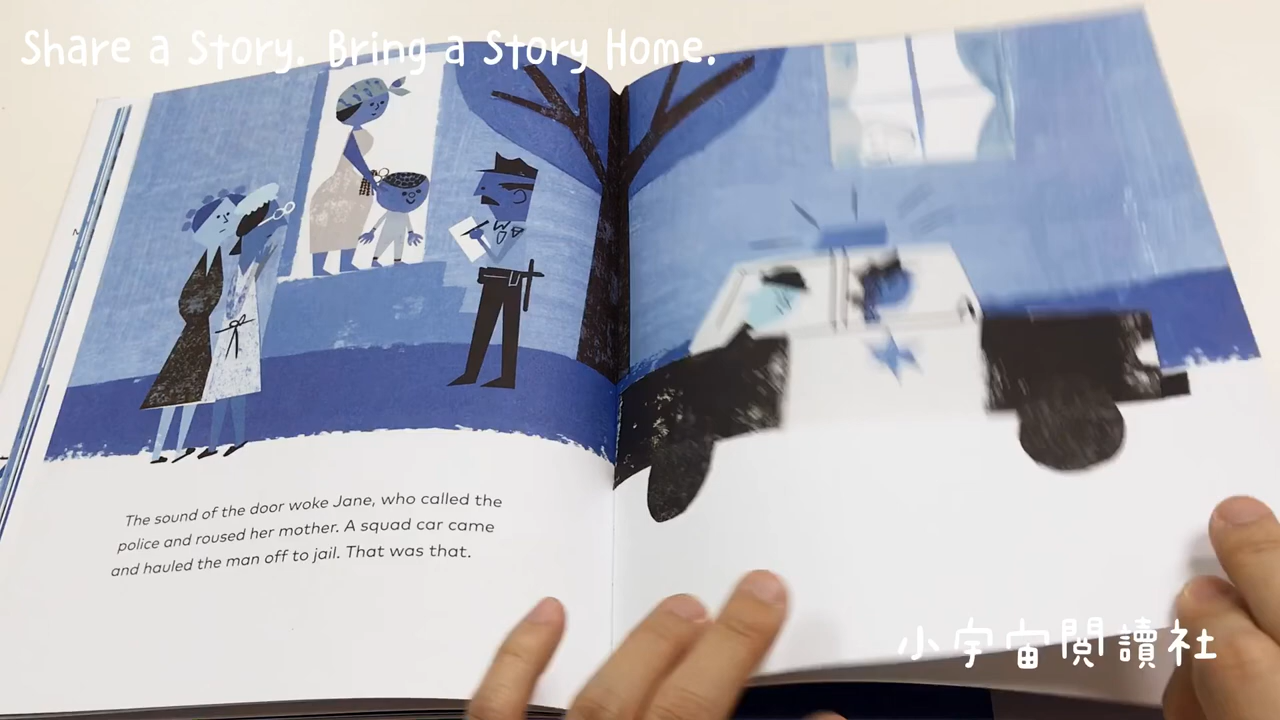 Share a Story. Bring a Story Home.
The sound of the door woke Jane, who called the
police and roused her mother. A squad car came
and hauled the man off to jail. That was that.
小宇宙閱讀社